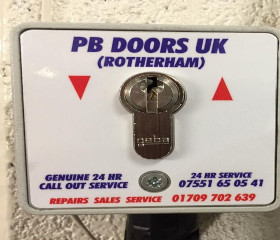 PB DOORS UK
(ROTHERHAM)
GENUINE 24 HR
CALL OUT SERVICE
24 HR SERVICE
07551 65 05 41
REPAIRS SALES SERVICE 01709 702 639